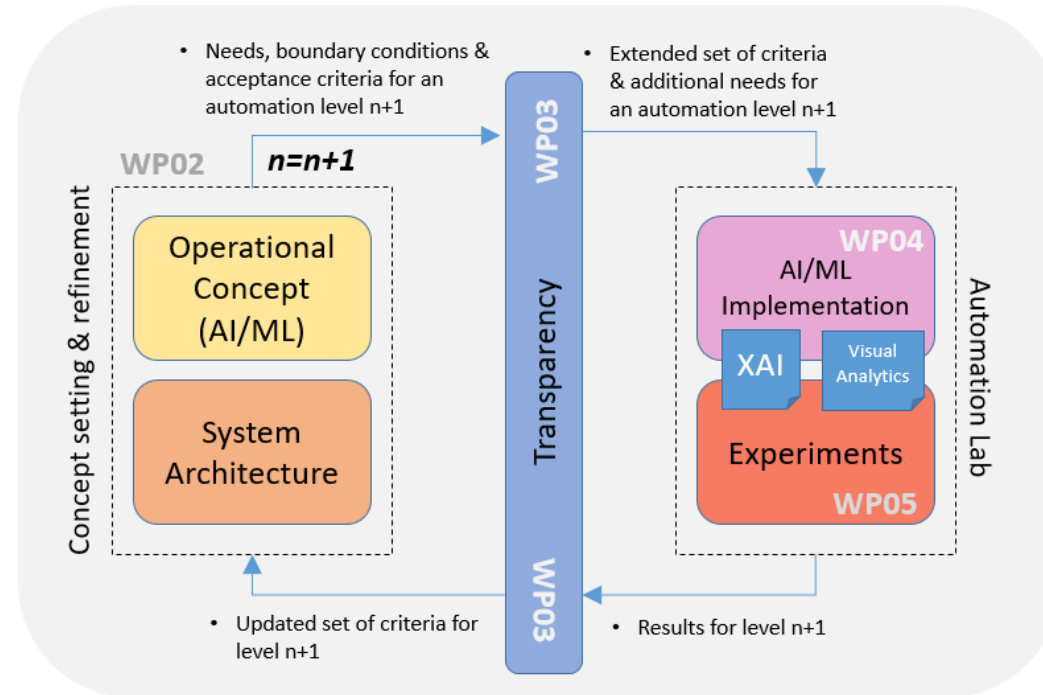 • Needs, boundary conditions &
acceptance criteria for an
automation level n+1
• Extended set of criteria
& additional needs for
an automation level n+1
WP02
n=n+1
WP03
Concept setting & refinement
Operational
Concept
(AI/ML)
System
Architecture
Transparency
WP04
AI/ML
Implementation
XAI
Visual
Analytics
Experiments
WP05
Automation Lab
WP03
• Updated set of criteria for
level n+1
• Results for level n+1